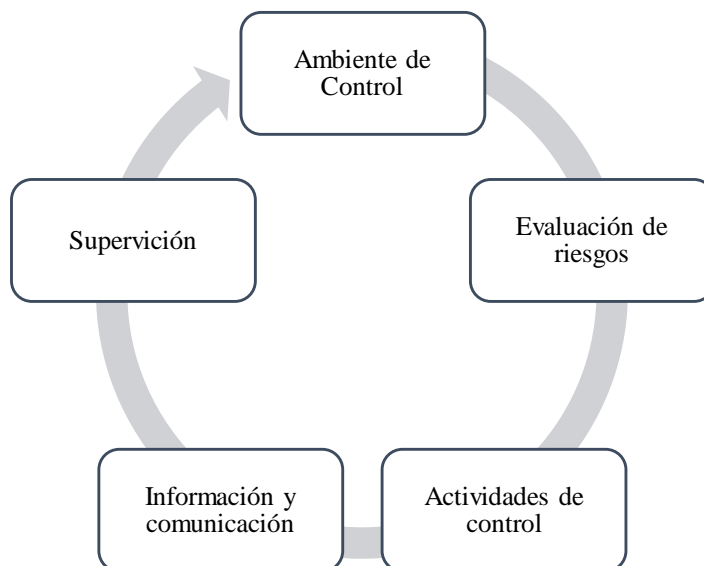 Ambiente de
Control
Evaluación de
riesgos
Actividades de
control
Información y
comunicación
Supervición